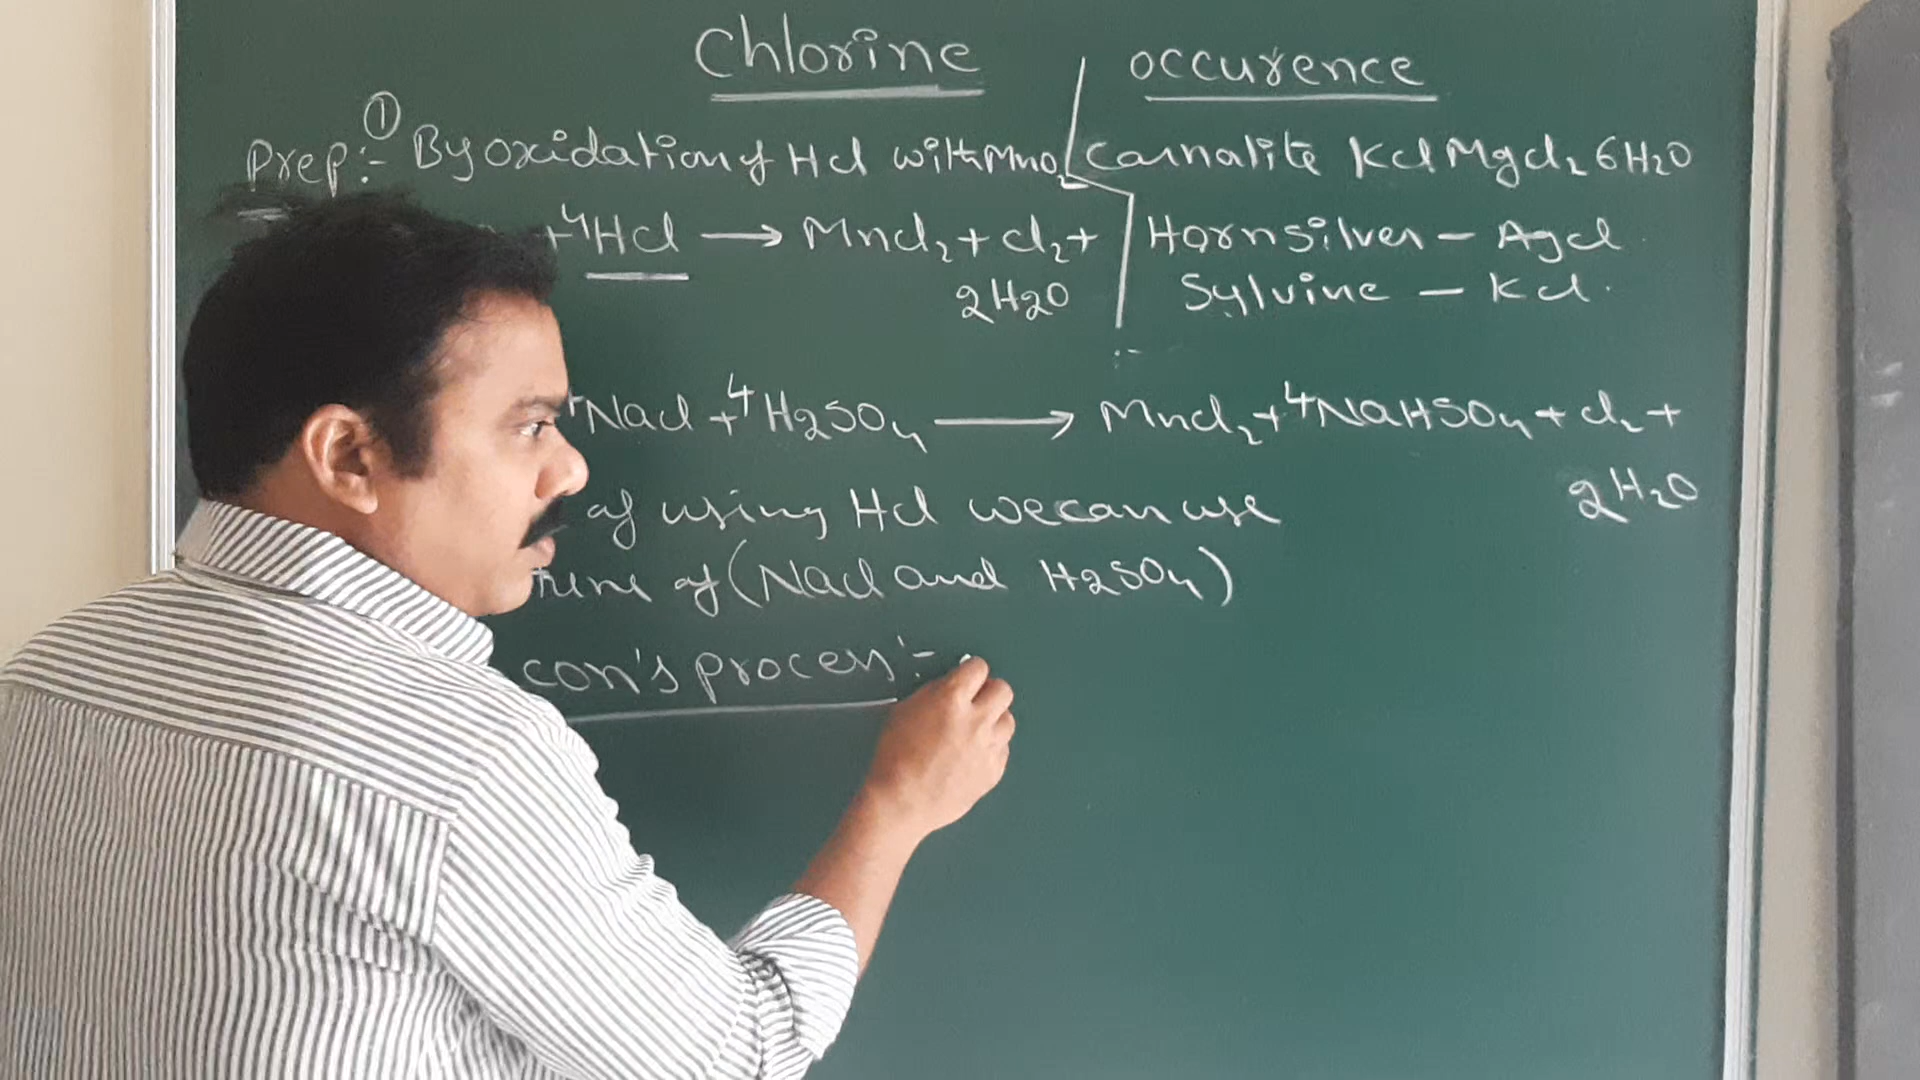 Chlorine
occurence
①
Prep:- By oxidation of HCl with MnO2
Carnalite KCl MgCl2 6H2O
+ 4HCl → MnCl2 + Cl2 +
2H2O
Hornsilver - AgCl
Sylvine - KCl.
NaCl + 4H2SO4 → MnCl2 + 4NaHSO4 + Cl2 +
2H2O
of using HCl we can use
of (NaCl and H2SO4)
con's process:-